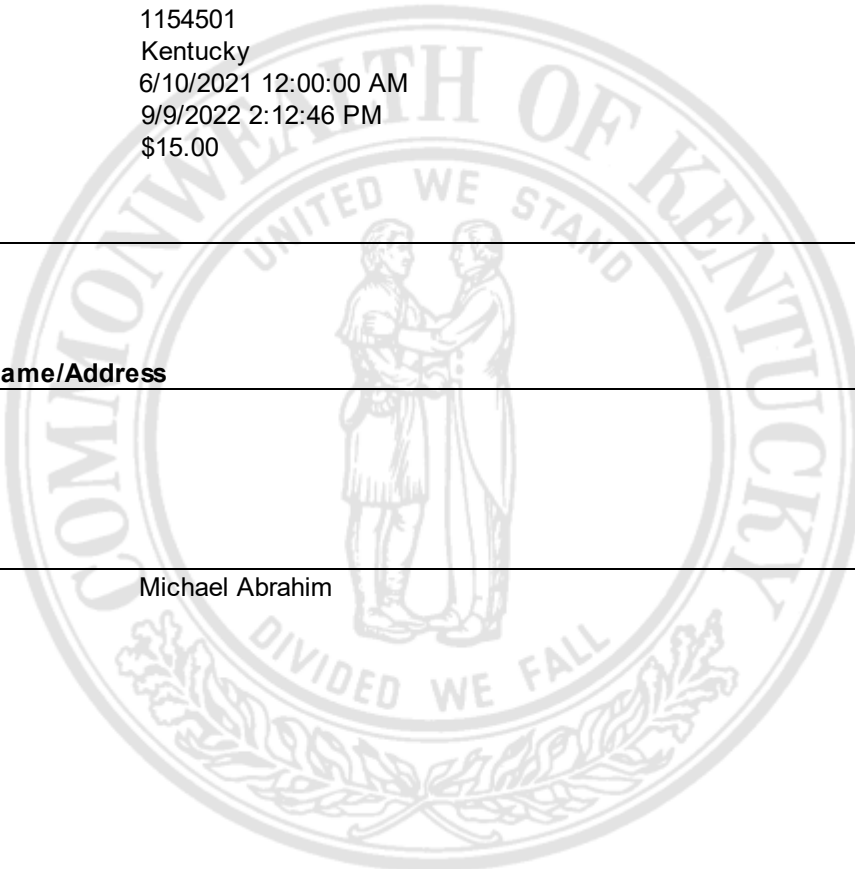 1154501
Kentucky
6/10/2021 12:00:00 AM
9/9/2022 2:12:46 PM
$15.00
COMMONWEALTH OF KENTUCKY
UNITED WE STAND
ame/Address
Michael Abrahim
DIVIDED WE FALL